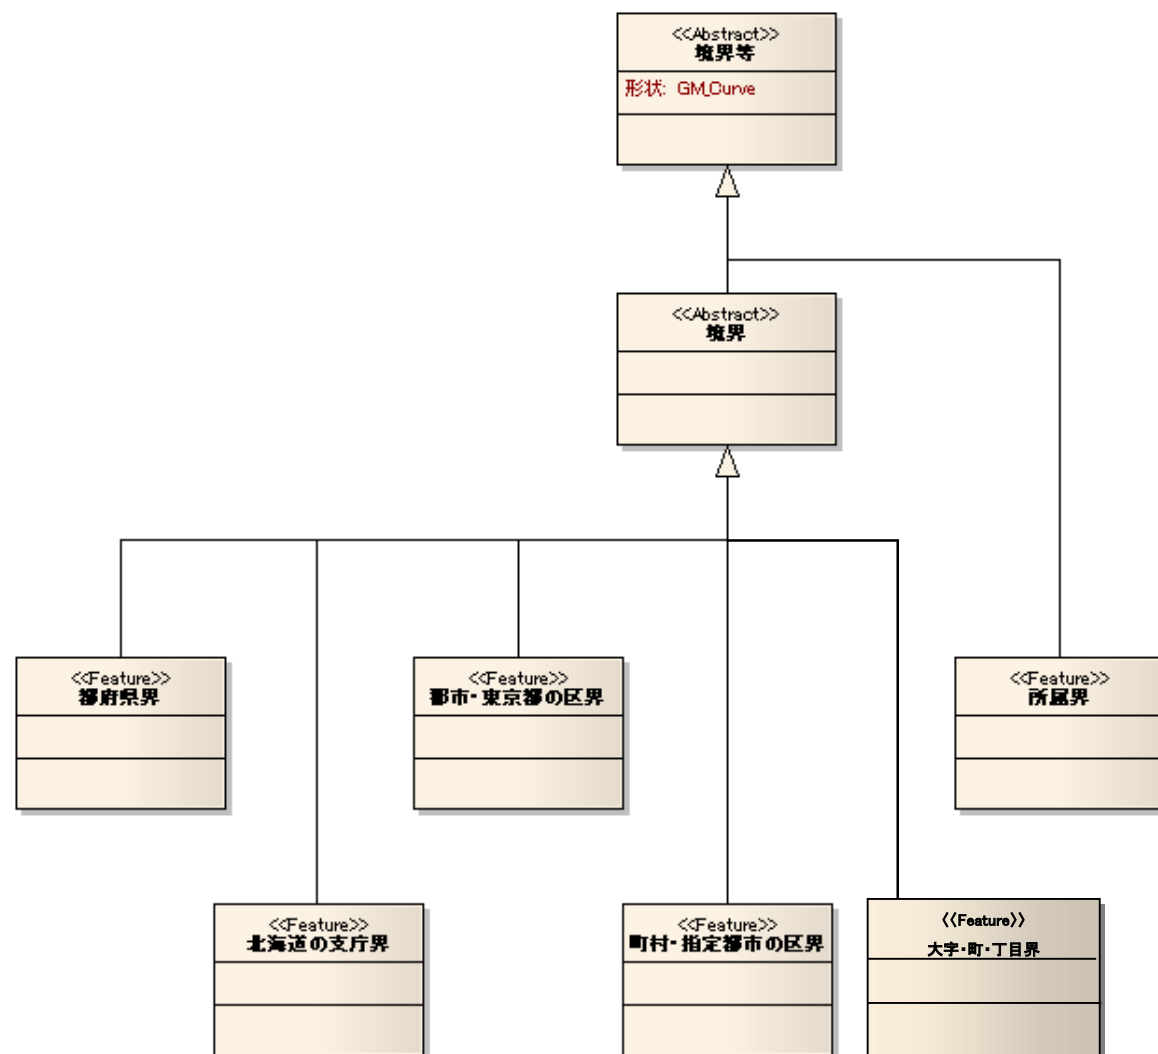 <<Abstract>>
境界等
形状: GM_Curve
<<Abstract>>
境界
<<Feature>>
都府県界
<<Feature>>
郡市・東京都の区界
<<Feature>>
所属界
<<Feature>>
北海道の支庁界
<<Feature>>
町村・指定都市の区界
《Feature》
大字・町・丁目界